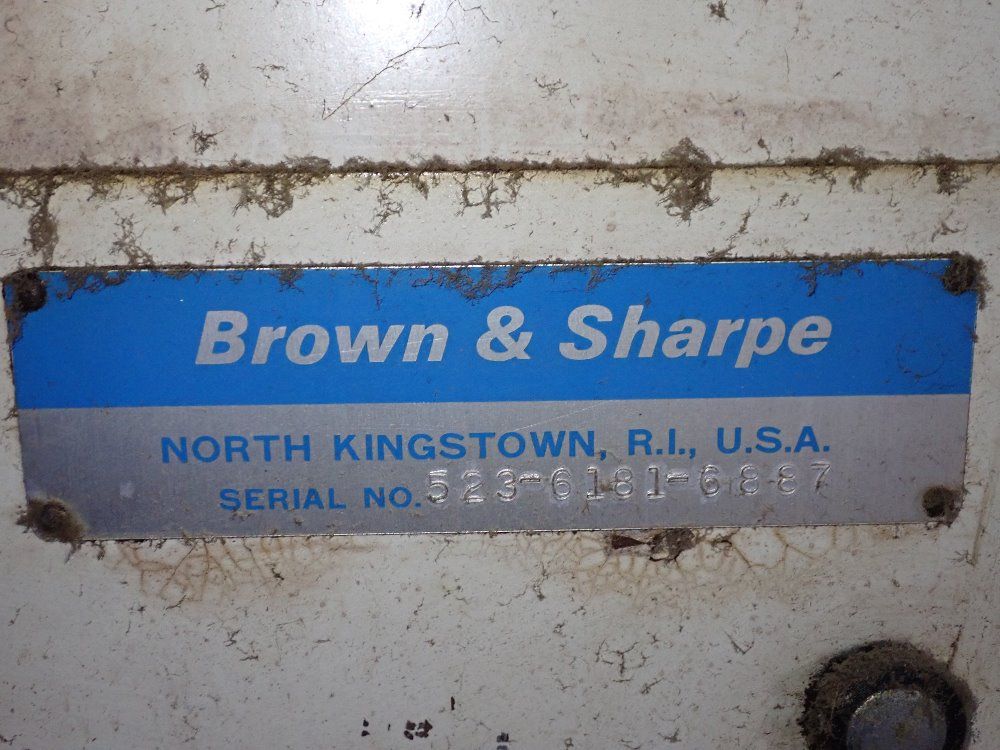 Brown & Sharpe
NORTH KINGSTOWN, R.I., U.S.A.
SERIAL NO. 523-6181-6887